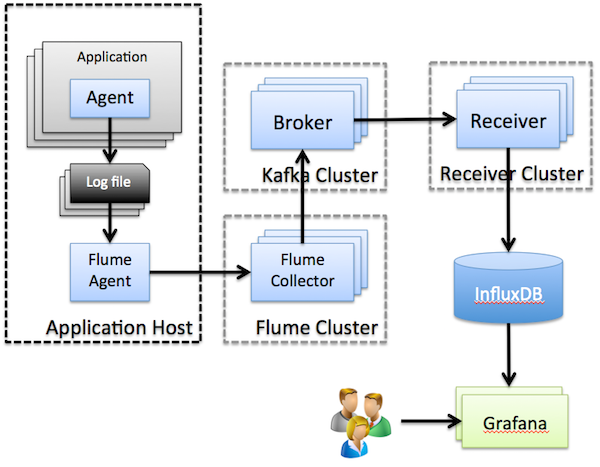 Application
Agent
Log file
Flume
Agent
Application Host
Broker
Kafka Cluster
Flume
Collector
Flume Cluster
Receiver
Receiver Cluster
InfluxDB
Grafana